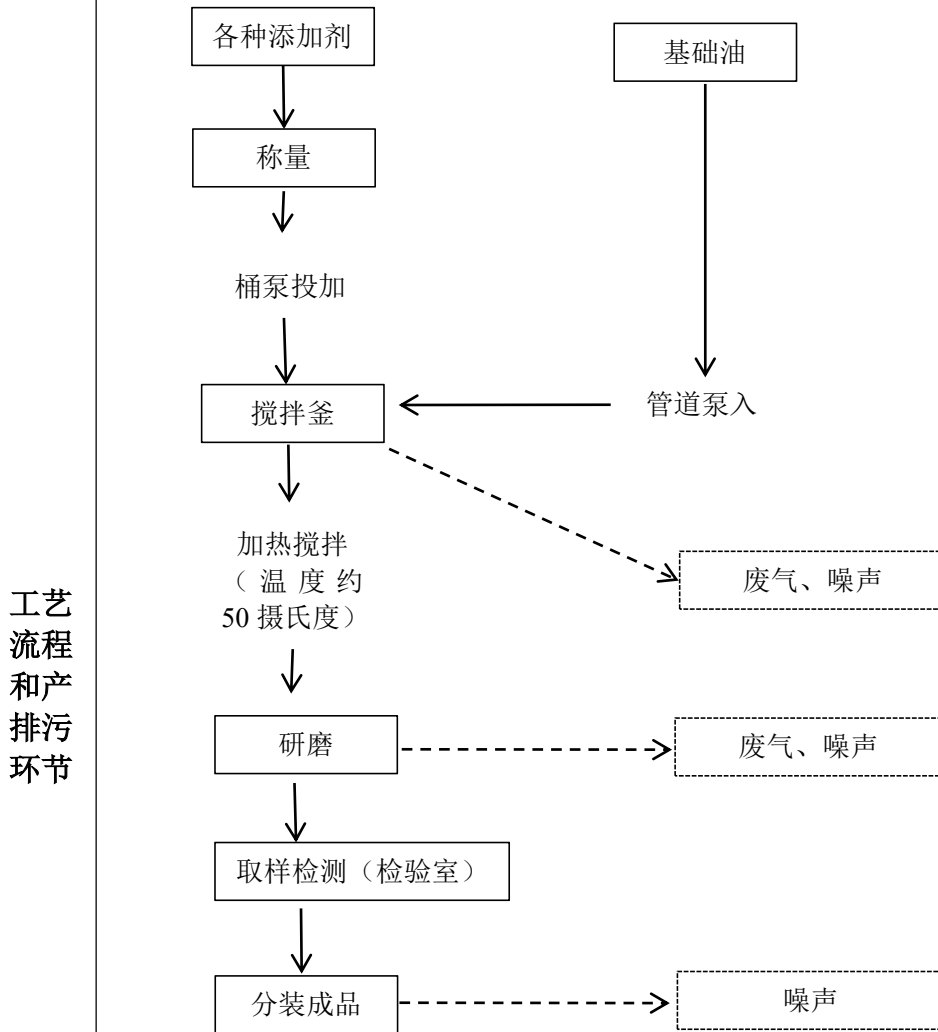 各种添加剂
基础油
称量
桶泵投加
搅拌釜
管道泵入
加热搅拌
（温度约
50 摄氏度）
废气、噪声
工艺
流程
和产
排污
环节
研磨
废气、噪声
取样检测（检验室）
分装成品
噪声